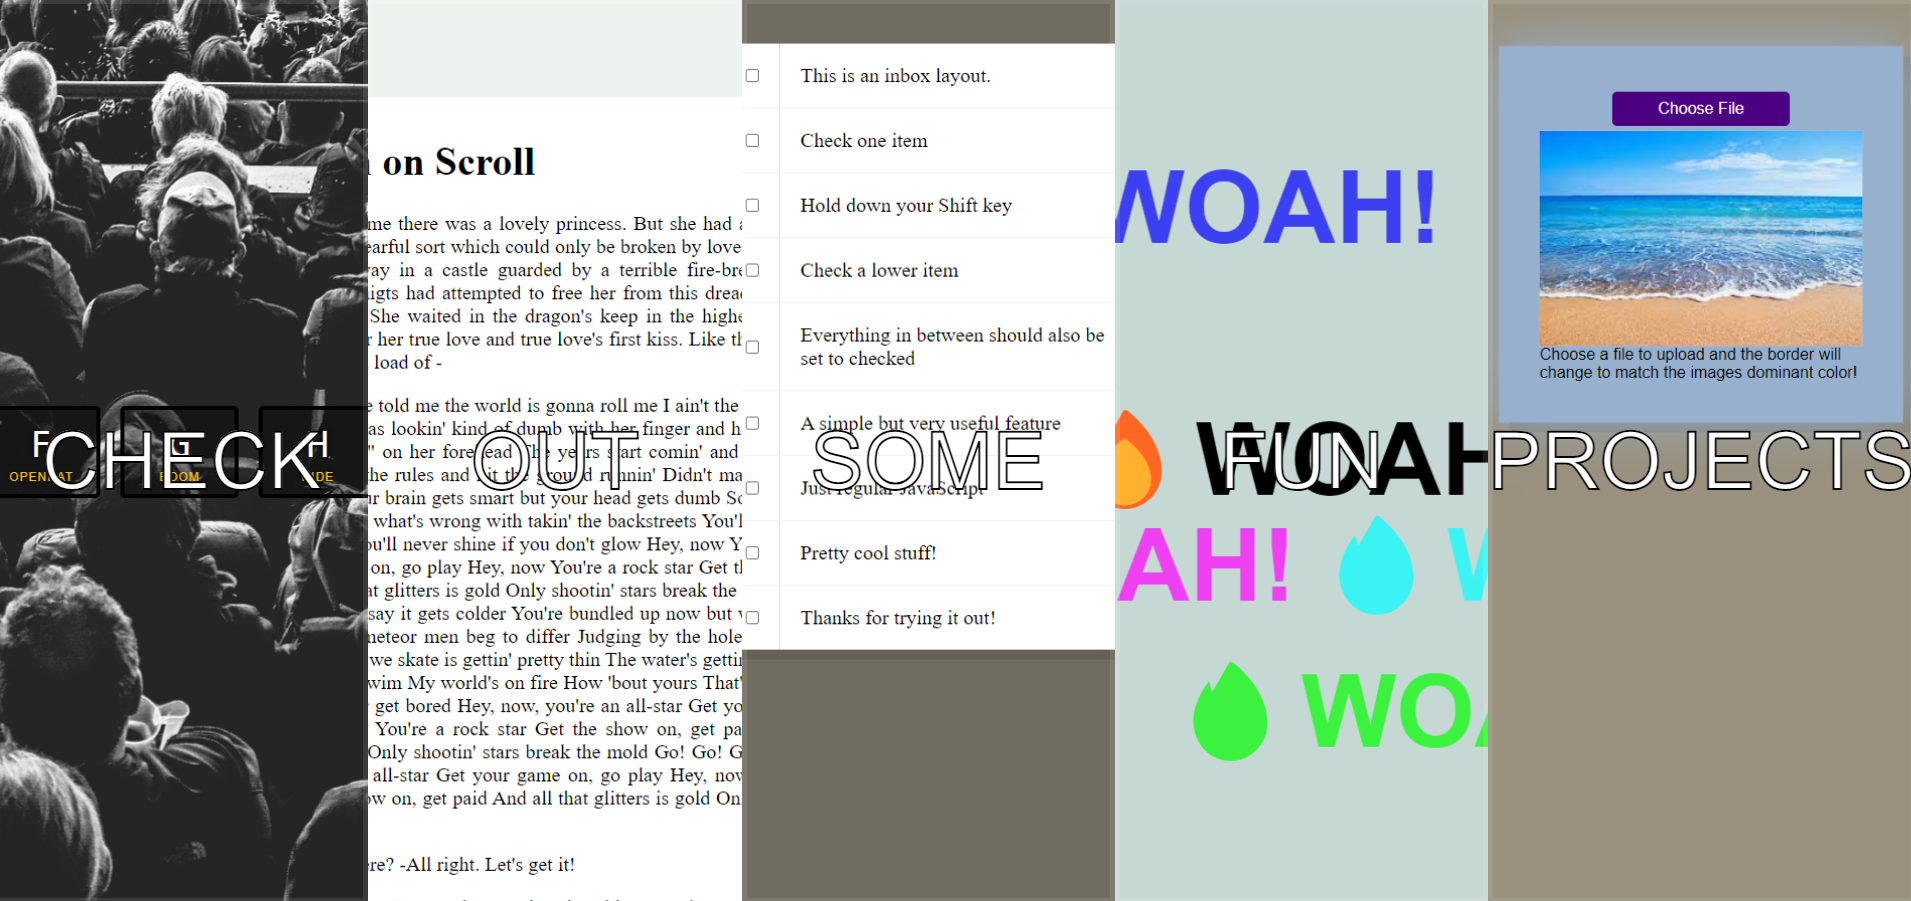 F G H
OPENHAT BOOM RIDE
CHECK
on Scroll
me there was a lovely princess. But she had
earful sort which could only be broken by love
way in a castle guarded by a terrible fire-bre
igts had attempted to free her from this dread
She waited in the dragon's keep in the highe
her true love and true love's first kiss. Like th
load of -
told me the world is gonna roll me I ain't the
as lookin' kind of dumb with her finger and h
" on her forehead The years start comin' and
the rules and hit the ground runnin' Didn't ma
r brain gets smart but your head gets dumb So
what's wrong with takin' the backstreets You'l
ou'll never shine if you don't glow Hey, now Y
on, go play Hey, now You're a rock star Get th
at glitters is gold Only shootin' stars break the
say it gets colder You're bundled up now but
meteor men beg to differ Judging by the hole
we skate is gettin' pretty thin The water's gettin
wim My world's on fire How 'bout yours That'
get bored Hey, now, you're an all-star Get yo
You're a rock star Get the show on, get pa
Only shootin' stars break the mold Go! Go! G
all-star Get your game on, go play Hey, now
ow on, get paid And all that glitters is gold On
ere? -All right. Let's get it!
OUT
This is an inbox layout.
Check one item
Hold down your Shift key
Check a lower item
Everything in between should also be
set to checked
A simple but very useful feature
Just regular JavaScript
Pretty cool stuff!
Thanks for trying it out!
SOME
WOAH!
WOAH
AH! W
WOA
FUN
Choose File
Choose a file to upload and the border will
change to match the images dominant color!
PROJECTS